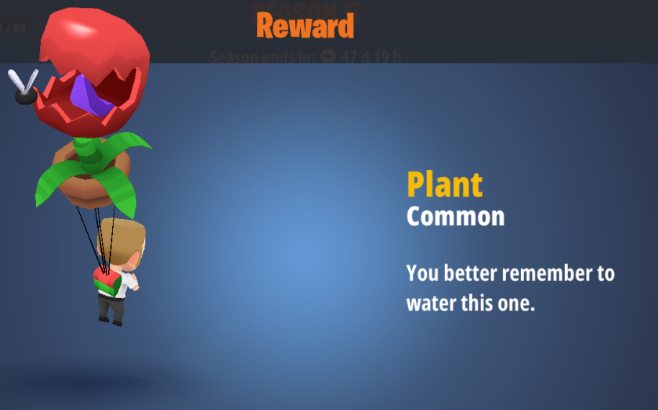 Reward
Season ends in: 47 d 19 h
Plant
Common
You better remember to
water this one.